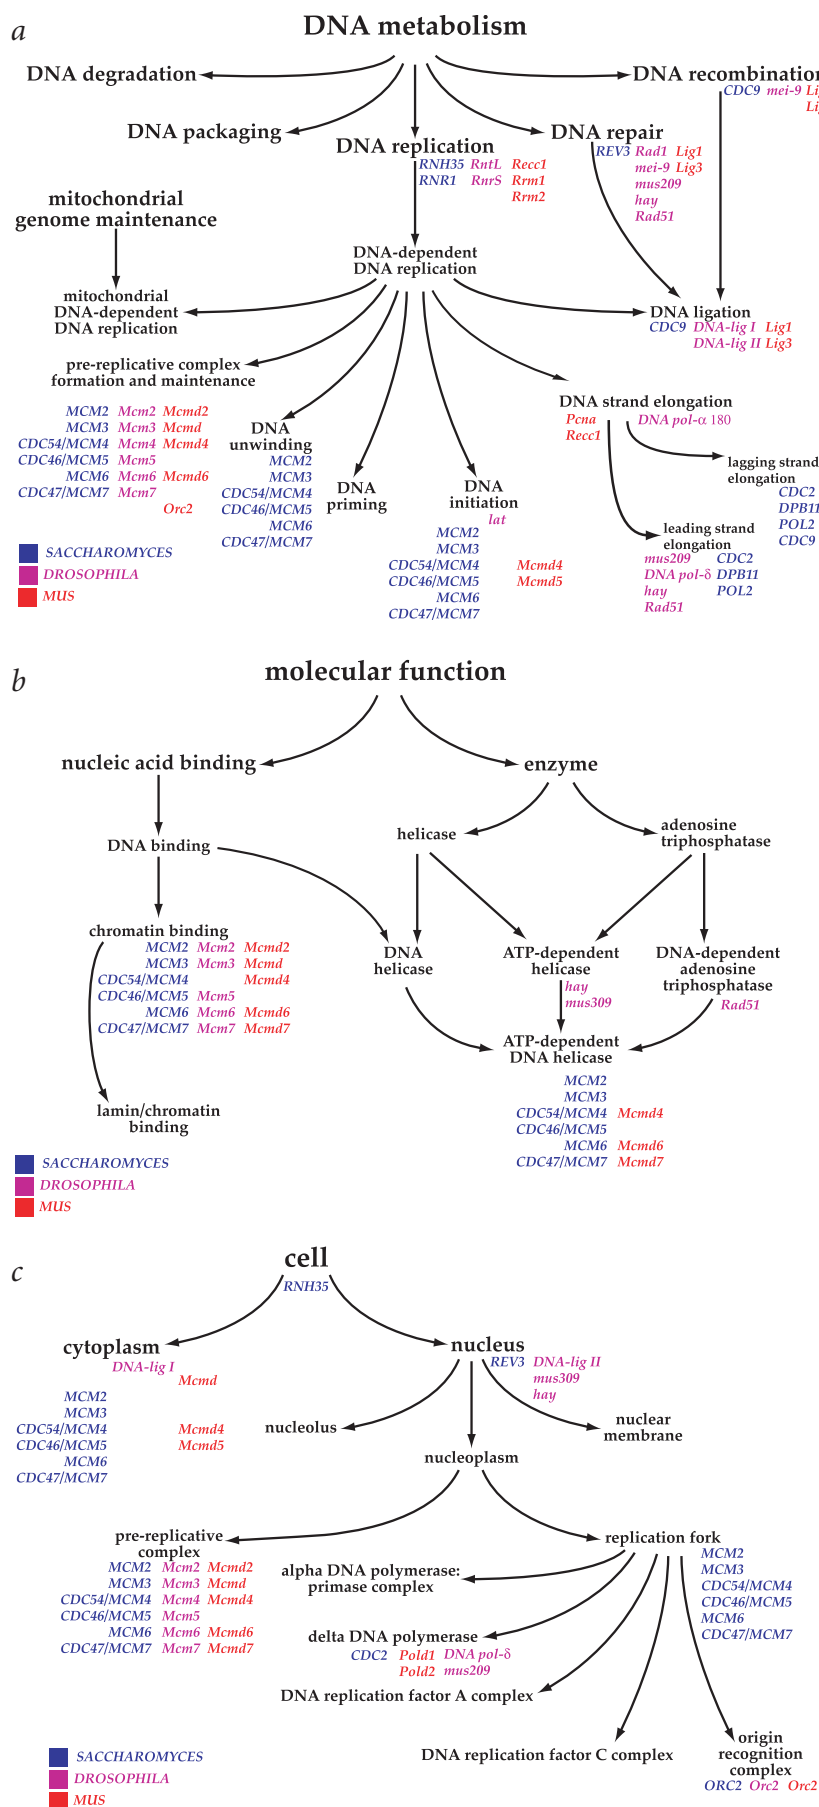 a
DNA metabolism
DNA degradation
DNA recombination
CDC9 mei-9
DNA packaging
DNA replication
RNH35 RntL Recc1
RNR1 RnrS Rrm1
Rrm2
DNA repair
REV3 Rad1 Lig1
mei-9 Lig3
mus209
hay
Rad51
mitochondrial
genome maintenance
DNA-dependent
DNA replication
mitochondrial
DNA-dependent
DNA replication
DNA ligation
CDC9 DNA-lig I Lig1
DNA-lig II Lig3
pre-replicative complex
formation and maintenance
MCM2 Mcm2 Mcmd2
MCM3 Mcm3 Mcmd
CDC54/MCM4 Mcm4 Mcmd4
CDC46/MCM5 Mcm5
MCM6 Mcm6 Mcmd6
CDC47/MCM7 Mcm7
Orc2
DNA
unwinding
MCM2
MCM3
CDC54/MCM4
CDC46/MCM5
MCM6
CDC47/MCM7
DNA
priming
DNA
initiation
lat
MCM2
MCM3
CDC54/MCM4 Mcmd4
CDC46/MCM5 Mcmd5
MCM6
CDC47/MCM7
DNA strand elongation
Pcna DNA pol-α 180
Recc1
lagging strand
elongation
CDC2
DPB11
POL2
CDC9
leading strand
elongation
mus209 CDC2
DNA pol-δ DPB11
hay POL2
Rad51
SACCHAROMYCES
DROSOPHILA
MUS
b
molecular function
nucleic acid binding
enzyme
DNA binding
helicase
adenosine
triphosphatase
chromatin binding
MCM2 Mcm2 Mcmd2
MCM3 Mcm3 Mcmd
CDC54/MCM4 Mcmd4
CDC46/MCM5 Mcm5
MCM6 Mcm6 Mcmd6
CDC47/MCM7 Mcm7 Mcmd7
DNA
helicase
ATP-dependent
helicase
hay
mus309
DNA-dependent
adenosine
triphosphatase
Rad51
ATP-dependent
DNA helicase
MCM2
MCM3
CDC54/MCM4 Mcmd4
CDC46/MCM5
MCM6 Mcmd6
CDC47/MCM7 Mcmd7
lamin/chromatin
binding
SACCHAROMYCES
DROSOPHILA
MUS
c
cell
RNH35
cytoplasm
DNA-lig I
Mcmd
MCM2
MCM3
CDC54/MCM4 Mcmd4
CDC46/MCM5 Mcmd5
MCM6
CDC47/MCM7
nucleus
REV3 DNA-lig II
mus309
hay
nucleolus
nuclear
membrane
nucleoplasm
pre-replicative
complex
MCM2 Mcm2 Mcmd2
MCM3 Mcm3 Mcmd
CDC54/MCM4 Mcm4 Mcmd4
CDC46/MCM5 Mcm5
MCM6 Mcm6 Mcmd6
CDC47/MCM7 Mcm7 Mcmd7
replication fork
MCM2
MCM3
CDC54/MCM4
CDC46/MCM5
MCM6
CDC47/MCM7
alpha DNA polymerase:
primase complex
delta DNA polymerase
CDC2 Pold1 DNA pol-δ
Pold2 mus209
DNA replication factor A complex
DNA replication factor C complex
origin
recognition
complex
ORC2 Orc2 Orc2
SACCHAROMYCES
DROSOPHILA
MUS